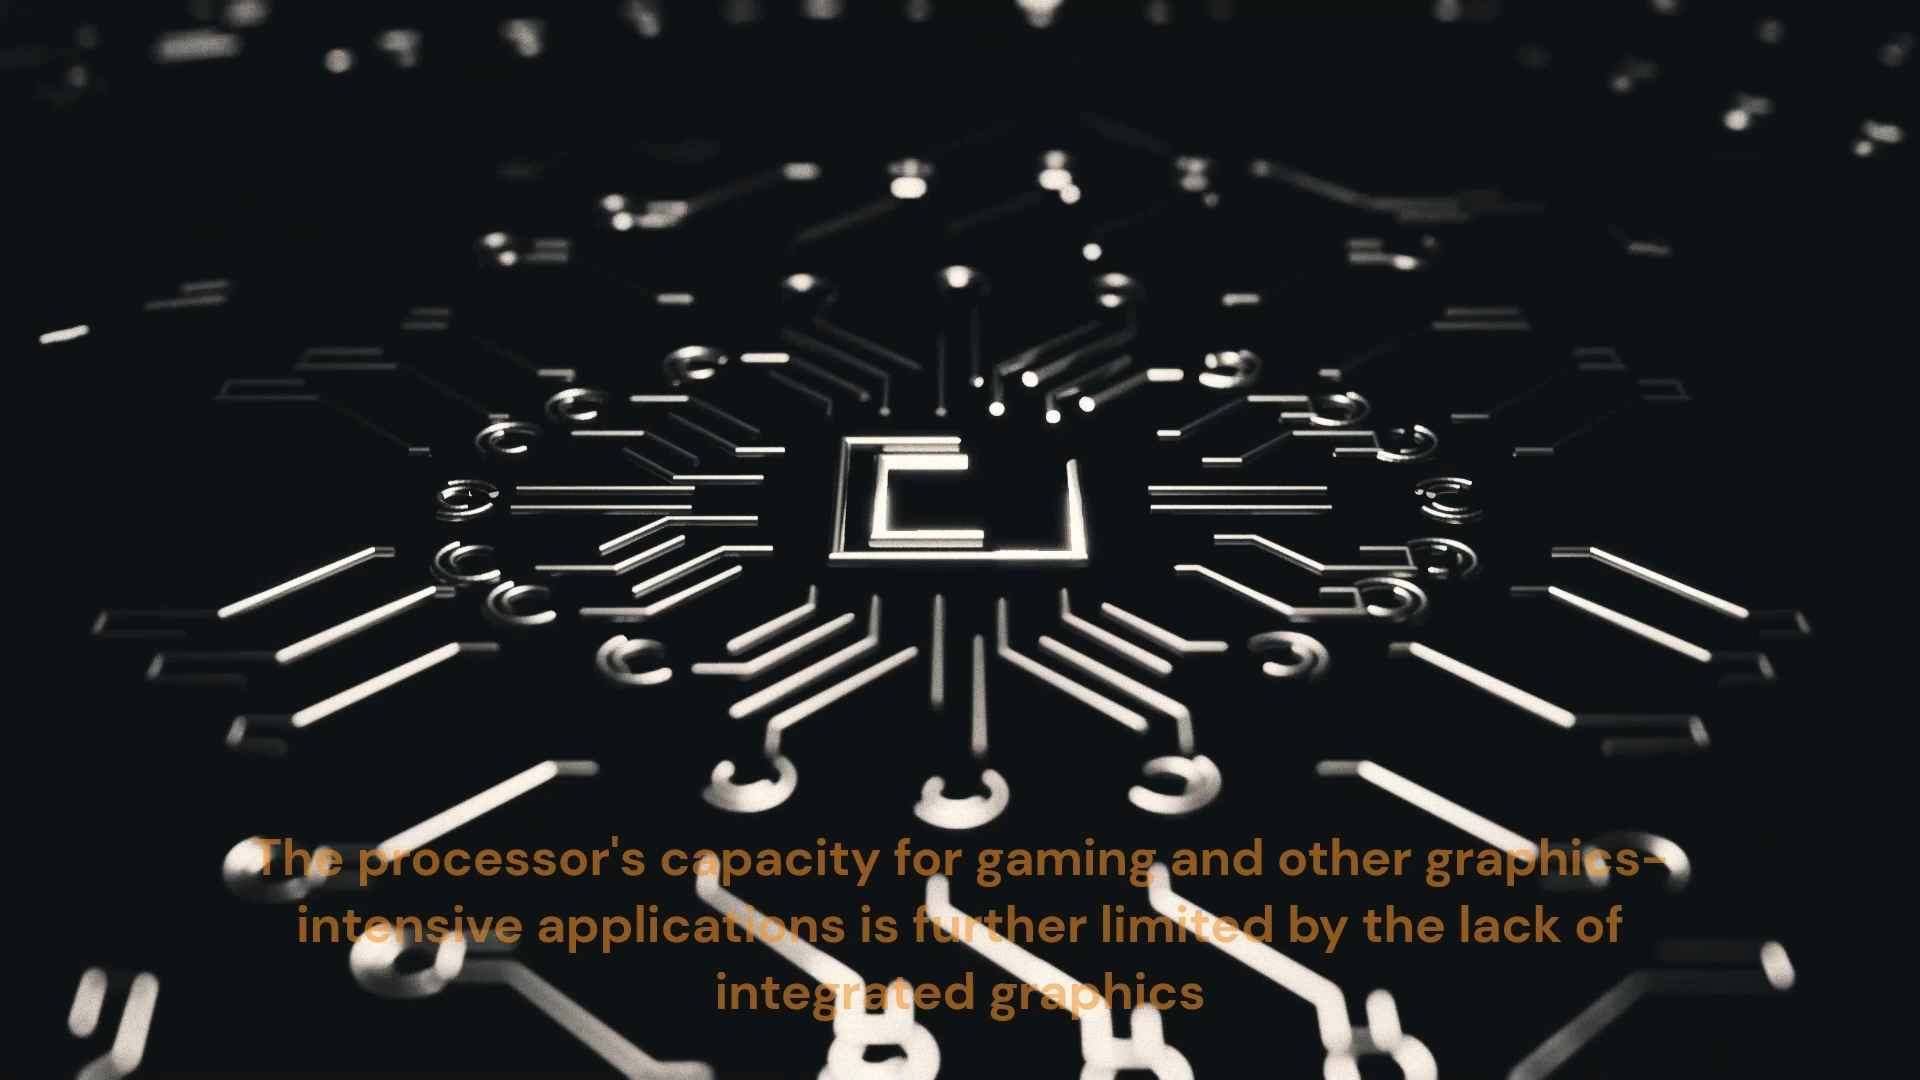 The processor's capacity for gaming and other graphics-
intensive applications is further limited by the lack of
integrated graphics